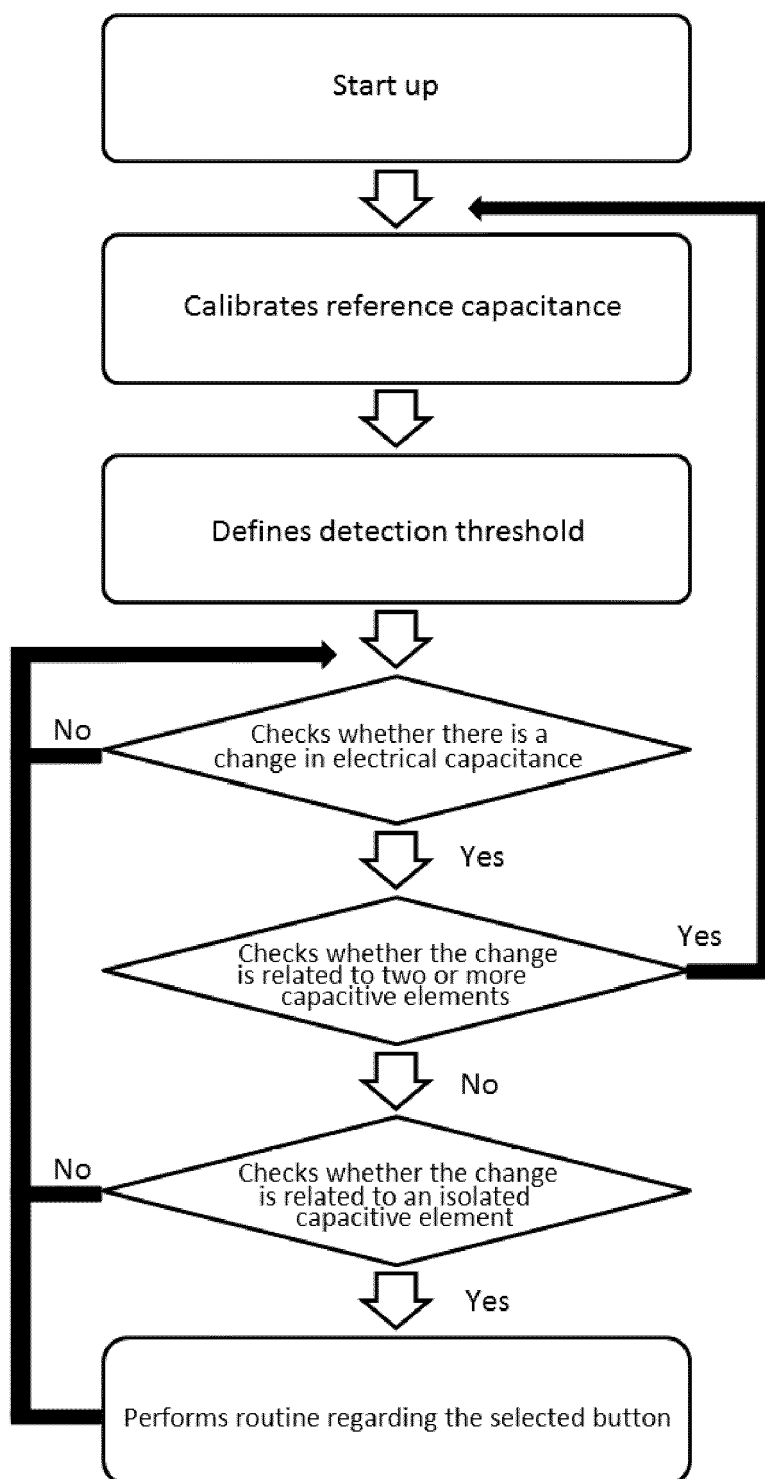 Start up
Calibrates reference capacitance
Defines detection threshold
No
Checks whether there is a
change in electrical capacitance
Yes
Yes
Checks whether the change
is related to two or more
capacitive elements
No
No
Checks whether the change
is related to an isolated
capacitive element
Yes
Performs routine regarding the selected button